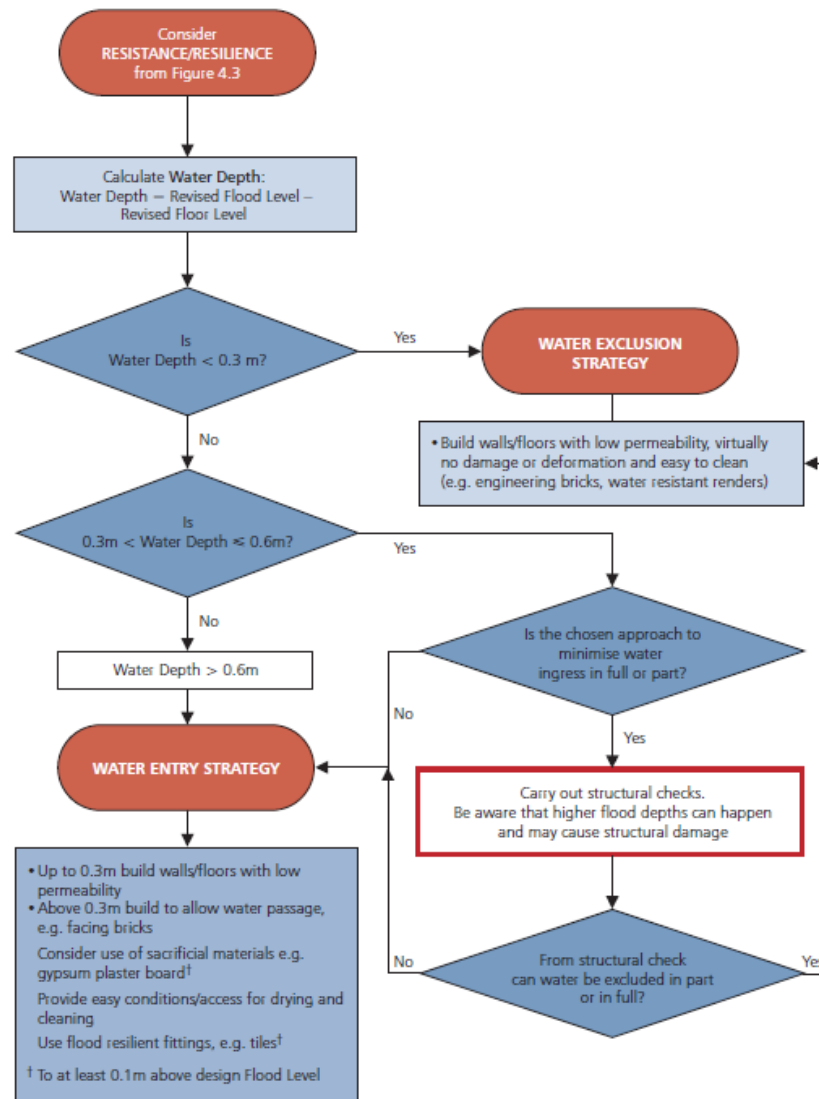 Consider
RESISTANCE/RESILIENCE
from Figure 4.3
Calculate Water Depth:
Water Depth = Revised Flood Level –
Revised Floor Level
Is
Water Depth < 0.3 m?
Yes
WATER EXCLUSION
STRATEGY
No
• Build walls/floors with low permeability, virtually
no damage or deformation and easy to clean
(e.g. engineering bricks, water resistant renders)
Is
0.3m < Water Depth ≤ 0.6m?
Yes
No
Is the chosen approach to
minimise water
ingress in full or part?
Water Depth > 0.6m
No
Yes
WATER ENTRY STRATEGY
Carry out structural checks.
Be aware that higher flood depths can happen
and may cause structural damage
• Up to 0.3m build walls/floors with low
permeability
• Above 0.3m build to allow water passage,
e.g. facing bricks
Consider use of sacrificial materials e.g.
gypsum plaster board†
Provide easy conditions/access for drying and
cleaning
Use flood resilient fittings, e.g. tiles†
† To at least 0.1m above design Flood Level
No
From structural check
can water be excluded in part
or in full?
Yes